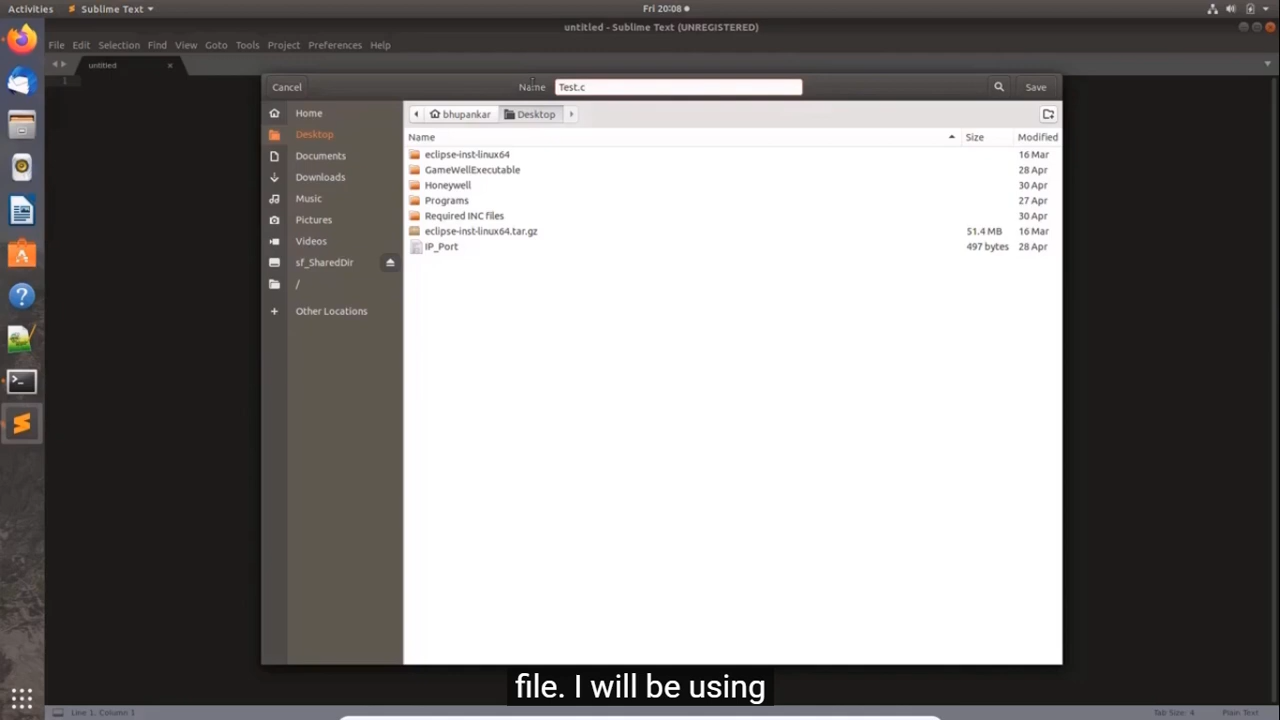 Activities Sublime Text Fri 20:08
untitled - Sublime Text (UNREGISTERED)
File Edit Selection Find View Goto Tools Project Preferences Help
untitled ×
1
Cancel Name Test.c Save
bhupankar Desktop
Name Size Modified
Home
Desktop
Documents
Downloads
Music
Pictures
Videos
sf_SharedDir
/
+ Other Locations
eclipse-inst-linux64 16 Mar
GameWellExecutable 28 Apr
Honeywell 30 Apr
Programs 27 Apr
Required INC files 30 Apr
eclipse-inst-linux64.tar.gz 51.4 MB 16 Mar
IP_Port 497 bytes 28 Apr
file. I will be using
Line 1, Column 1 Tab Size: 4 Plain Text